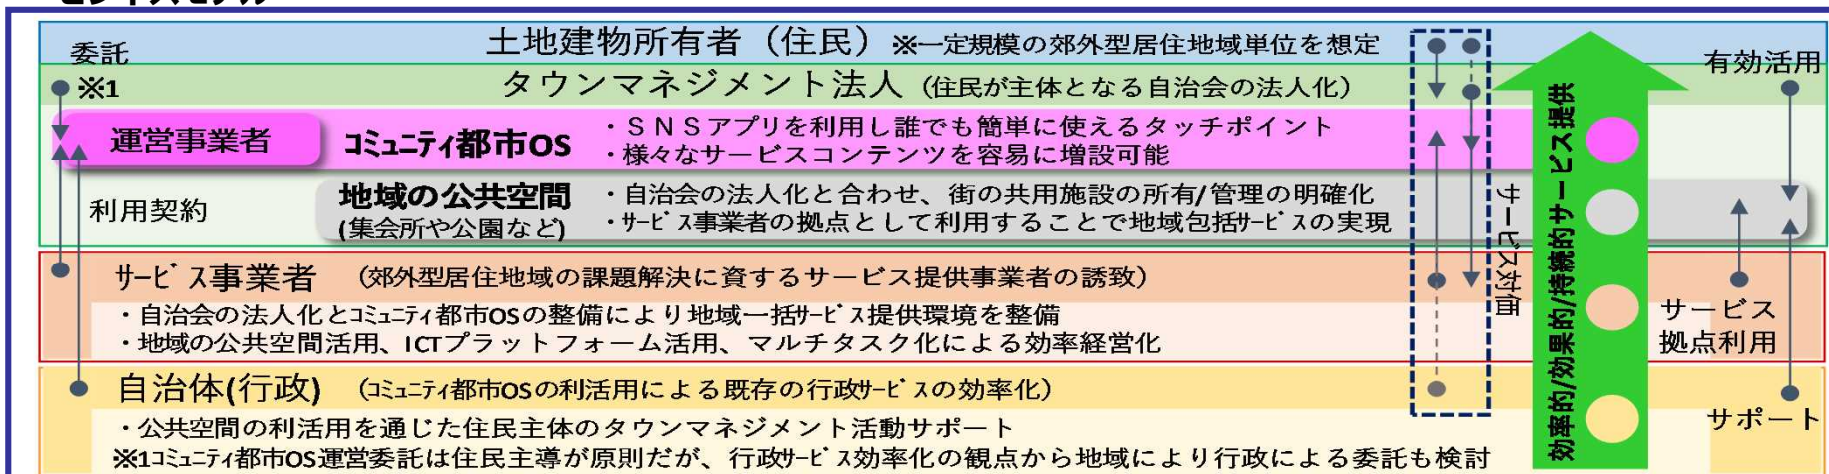 ビジネスモデル
委託
土地建物所有者（住民）※一定規模の郊外型居住地域単位を想定
有効活用
※1
タウンマネジメント法人（住民が主体となる自治会の法人化）
運営事業者
コミュニティ都市OS
・ＳＮＳアプリを利用し誰でも簡単に使えるタッチポイント
・様々なサービスコンテンツを容易に増設可能
利用契約
地域の公共空間
(集会所や公園など)
・自治会の法人化と合わせ、街の共用施設の所有/管理の明確化
・サービス事業者の拠点として利用することで地域包括サービスの実現
サービス対価
効率的/効果的/持続的サービス提供
サービス事業者　（郊外型居住地域の課題解決に資するサービス提供事業者の誘致）
・自治会の法人化とコミュニティ都市OSの整備により地域一括サービス提供環境を整備
・地域の公共空間活用、ICTプラットフォーム活用、マルチタスク化による効率経営化
サービス
拠点利用
自治体(行政)　（コミュニティ都市OSの利活用による既存の行政サービスの効率化）
・公共空間の利活用を通じた住民主体のタウンマネジメント活動サポート
サポート
※1コミュニティ都市OS運営委託は住民主導が原則だが、行政サービス効率化の観点から地域により行政による委託も検討